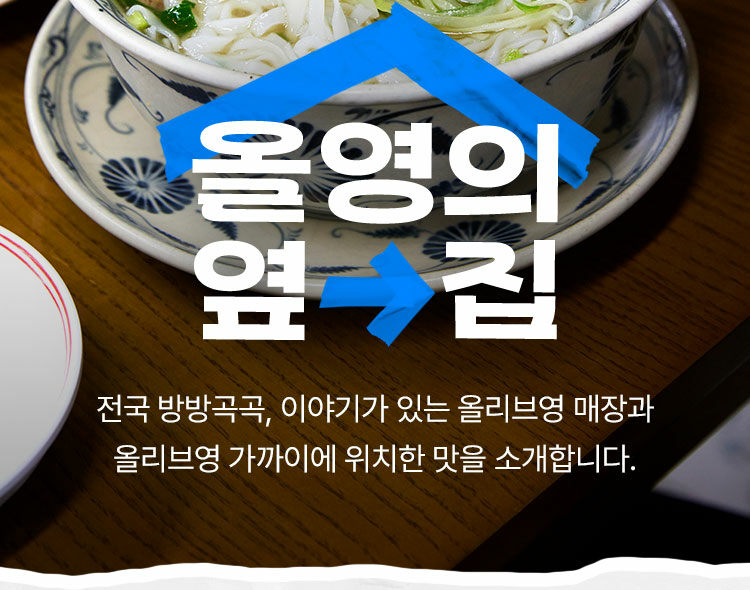 올영의
옆집
전국 방방곡곡, 이야기가 있는 올리브영 매장과
올리브영 가까이에 위치한 맛을 소개합니다.